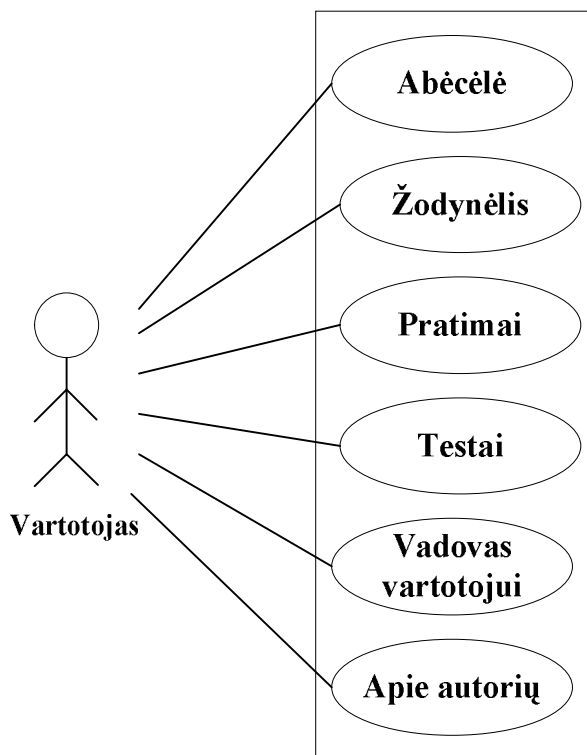 Abėcėlė
Žodynėlis
Pratimai
Testai
Vartotojas
Vadovas
vartotojui
Apie autorių